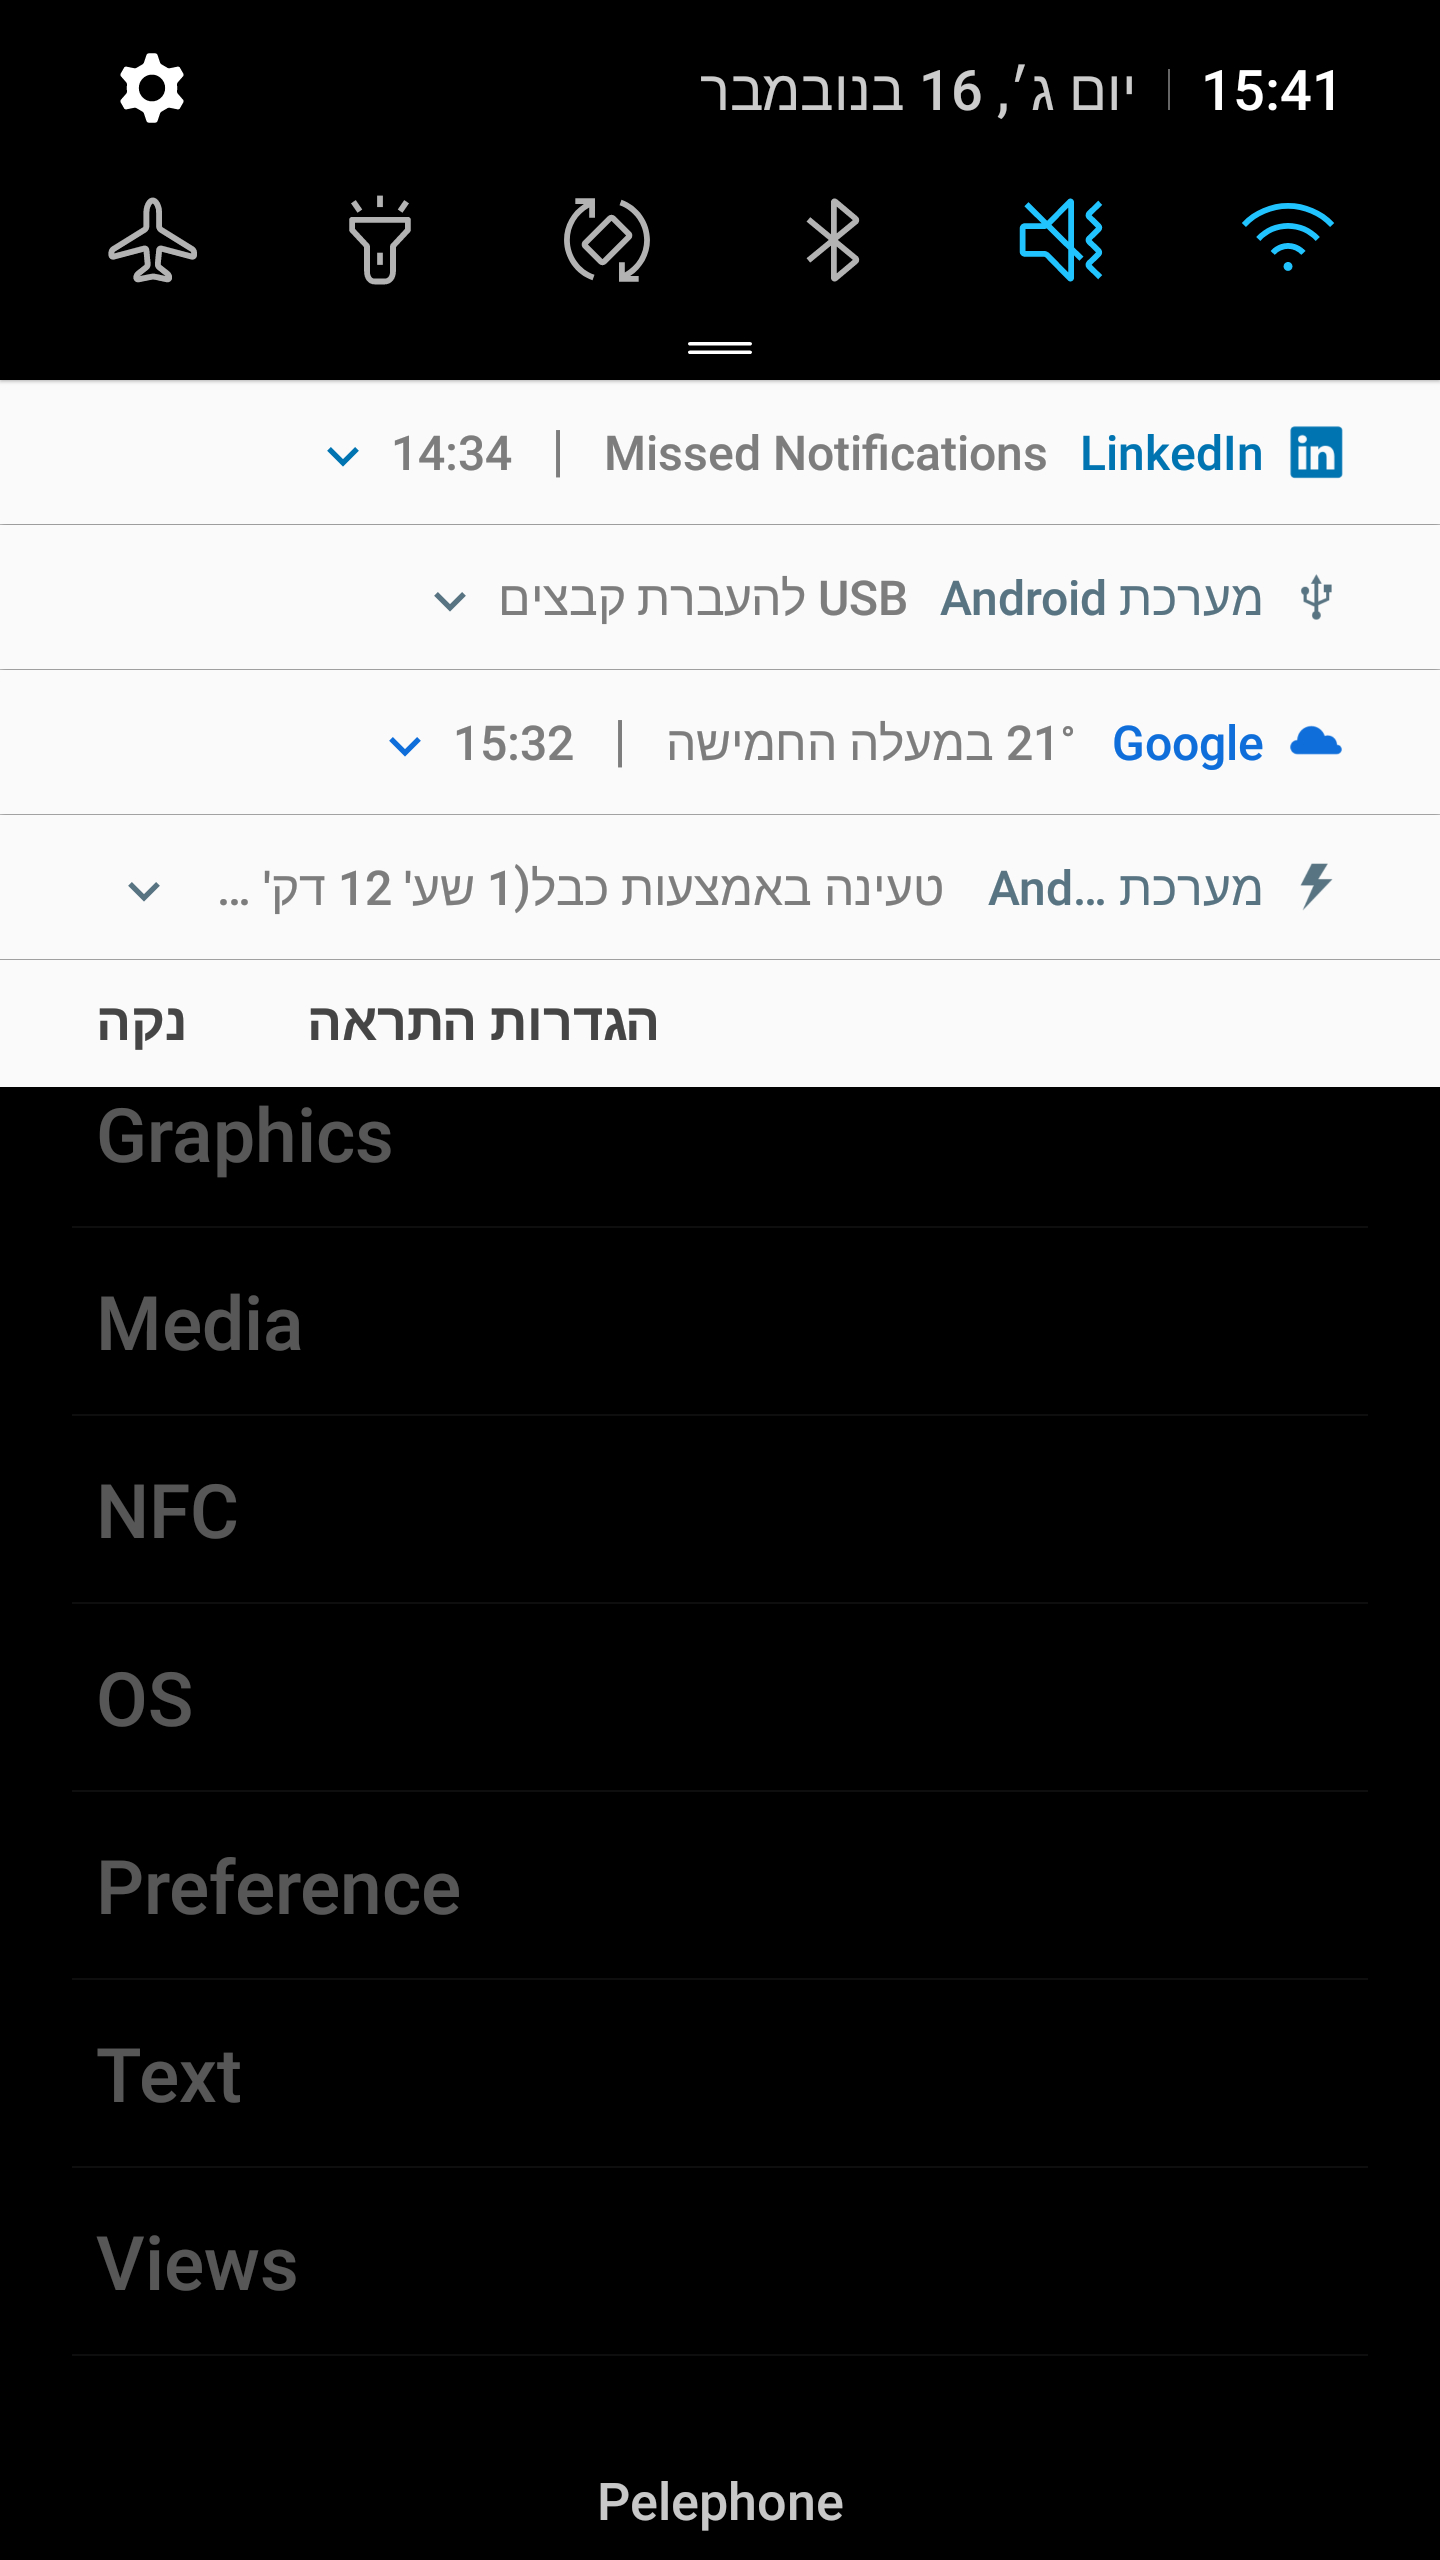 15:41 | יום ג׳, 16 בנובמבר
LinkedIn Missed Notifications | 14:34
מערכת Android USB להעברת קבצים
Google 21° במעלה החמישה | 15:32
מערכת And... טעינה באמצעות כבל(1 שע' 12 דק' ...
הגדרות התראה נקה
Graphics
Media
NFC
OS
Preference
Text
Views
Pelephone